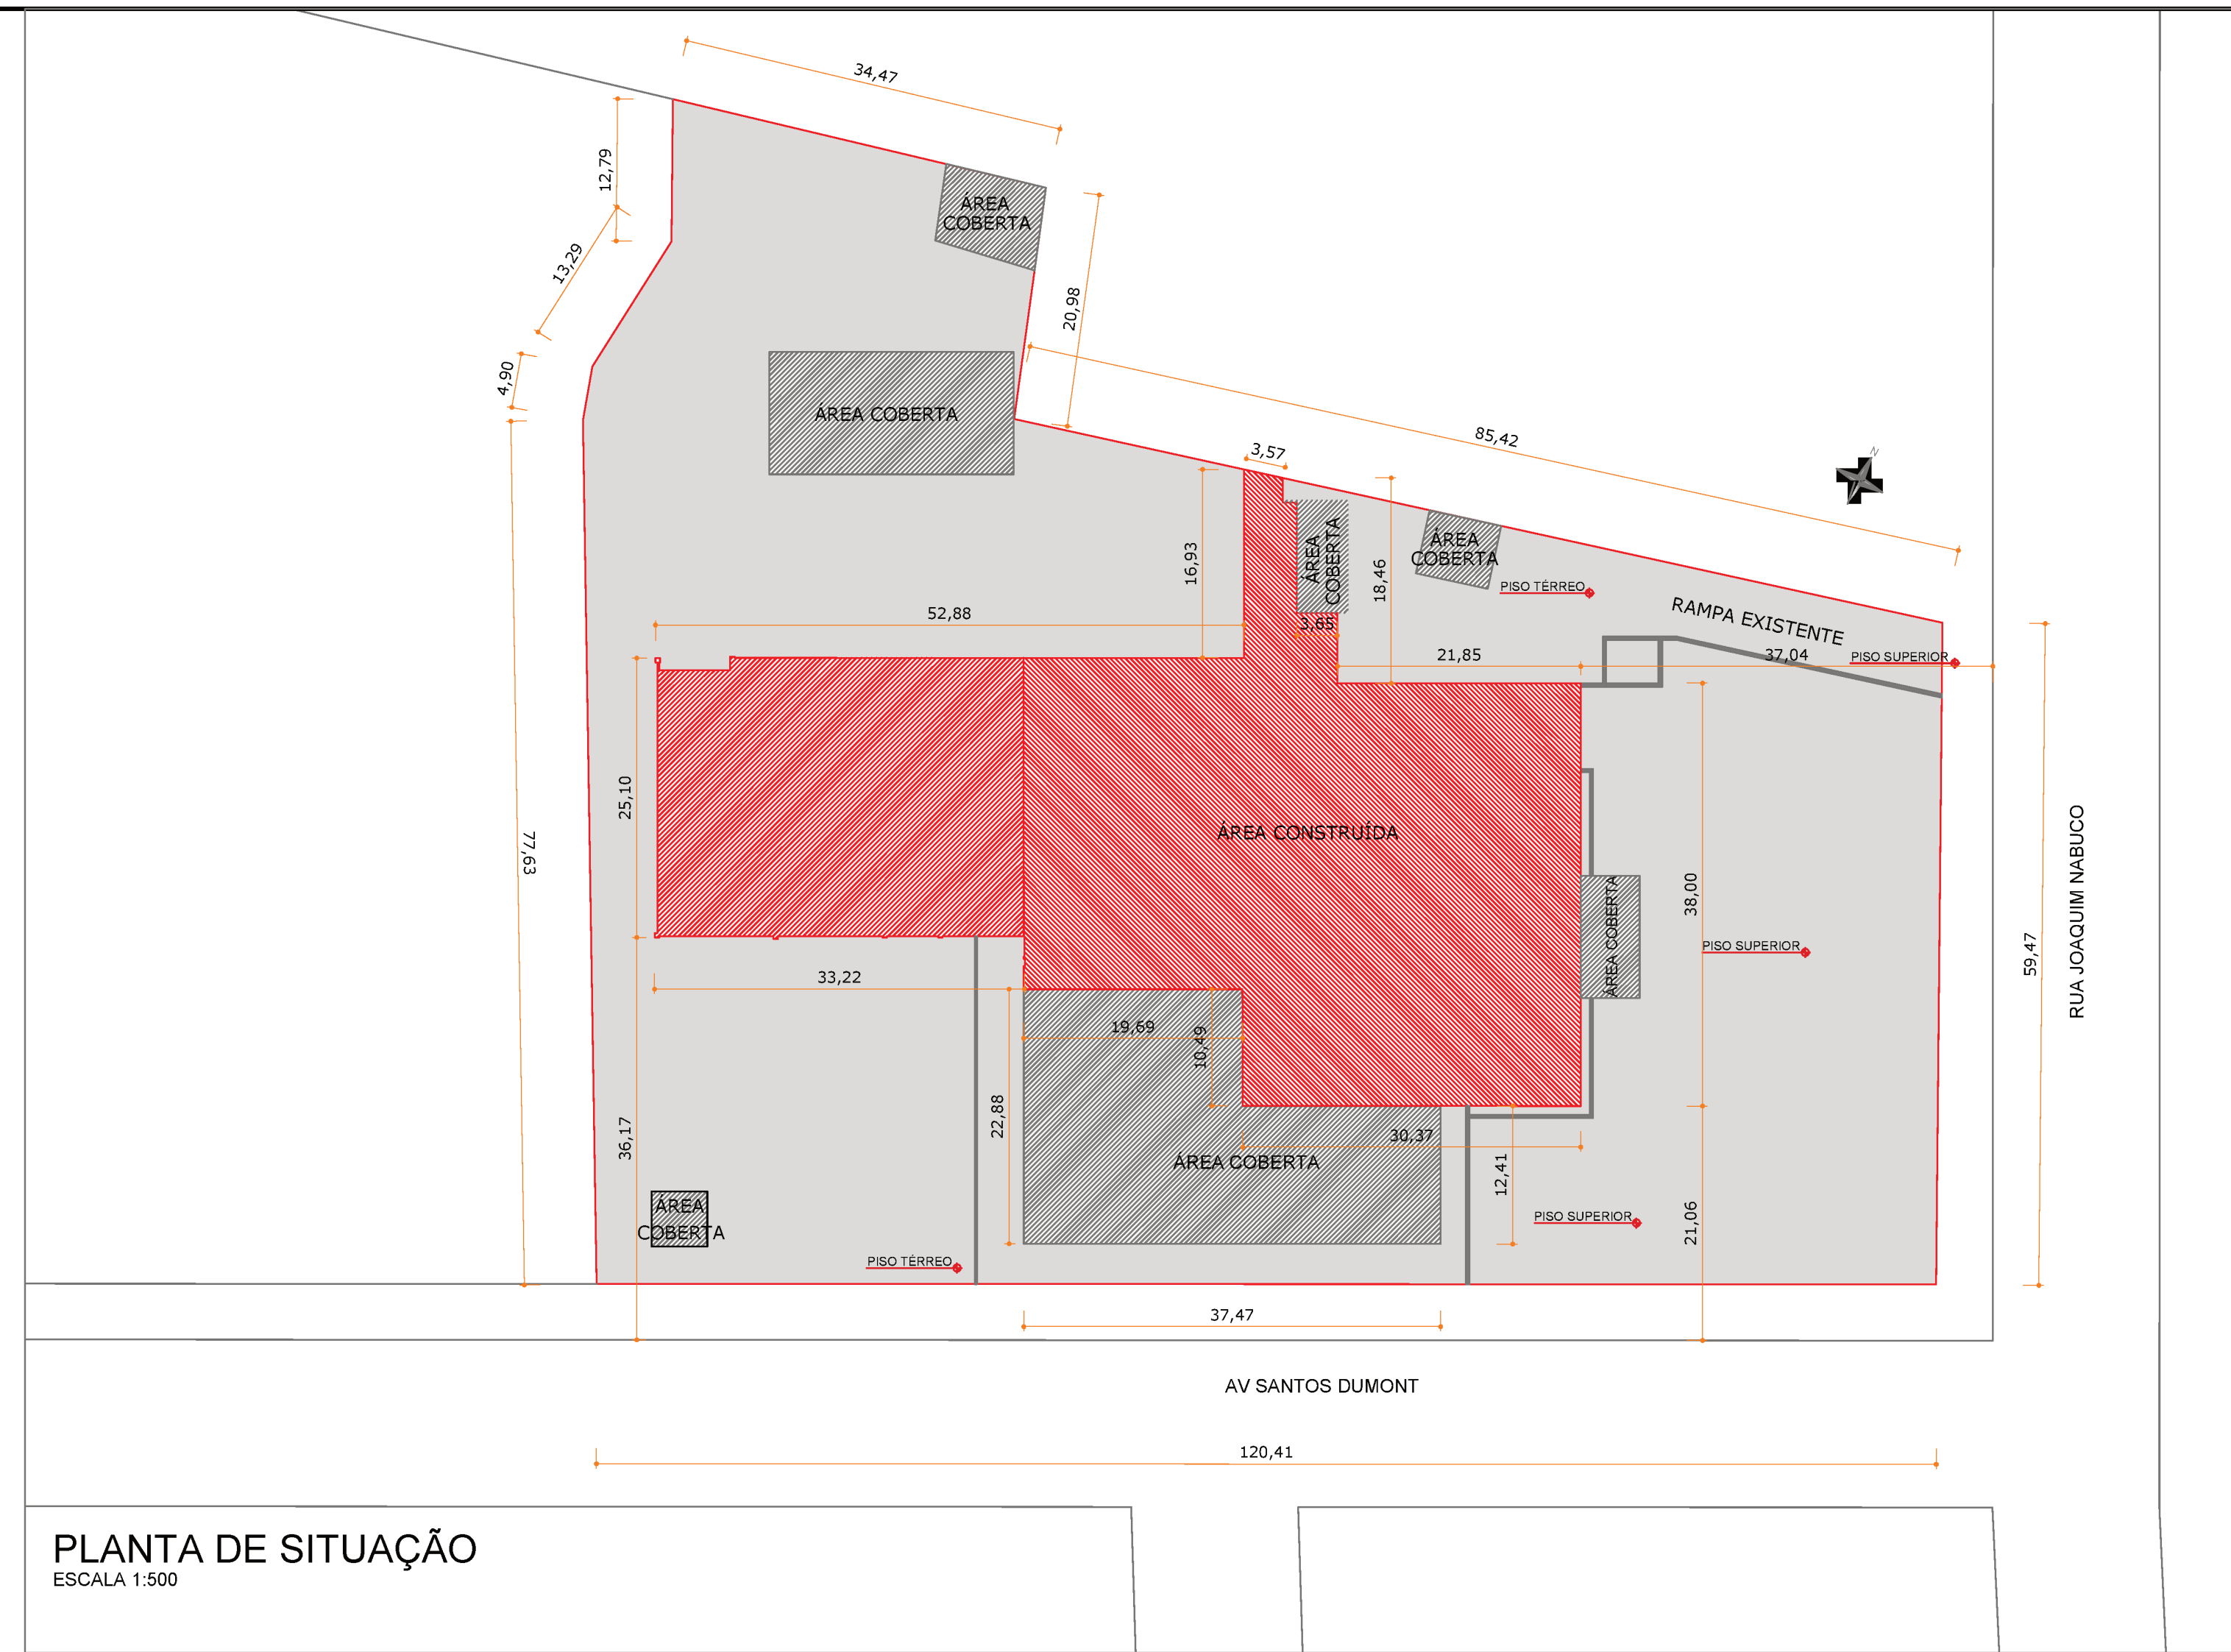 34,47
12,79
ÁREA
COBERTA
13,29
20,98
4,90
ÁREA COBERTA
85,42
3,57
N
16,93
ÁREA
COBERTA
18,46
ÁREA
COBERTA
PISO TÉRREO
RAMPA EXISTENTE
52,88
3,65
21,85
37,04
PISO SUPERIOR
25,10
77,63
ÁREA CONSTRUÍDA
38,00
ÁREA COBERTA
PISO SUPERIOR
59,47
RUA JOAQUIM NABUCO
33,22
19,69
10,49
22,88
36,17
30,37
ÁREA COBERTA
12,41
ÁREA
COBERTA
PISO SUPERIOR
21,06
PISO TÉRREO
37,47
AV SANTOS DUMONT
120,41
PLANTA DE SITUAÇÃO
ESCALA 1:500